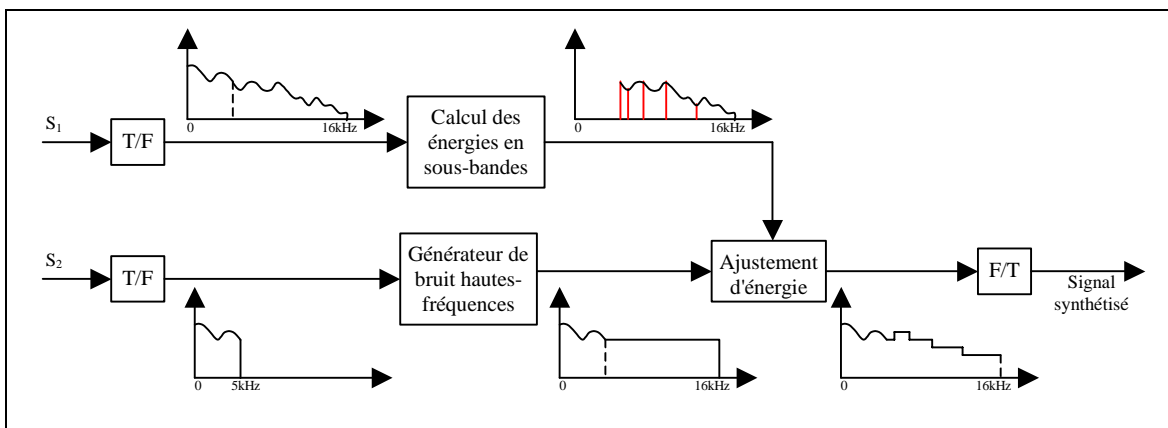 0
16kHz
0
16kHz
S1
T/F
Calcul des
énergies en
sous-bandes
S2
T/F
Générateur de
bruit hautes-
fréquences
Ajustement
d'énergie
F/T
Signal
synthétisé
0
5kHz
0
16kHz
0
16kHz